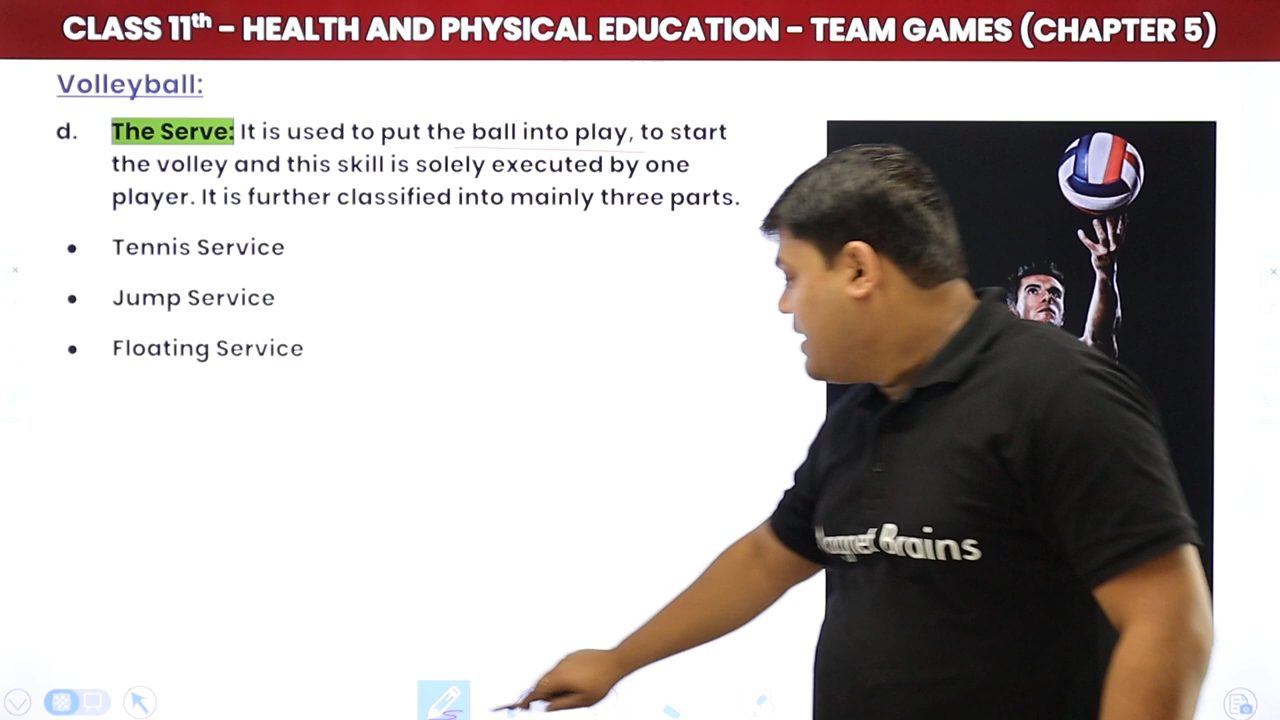 CLASS 11th - HEALTH AND PHYSICAL EDUCATION - TEAM GAMES (CHAPTER 5)
Volleyball:
d. The Serve: It is used to put the ball into play, to start
the volley and this skill is solely executed by one
player. It is further classified into mainly three parts.
• Tennis Service
• Jump Service
• Floating Service
Brains